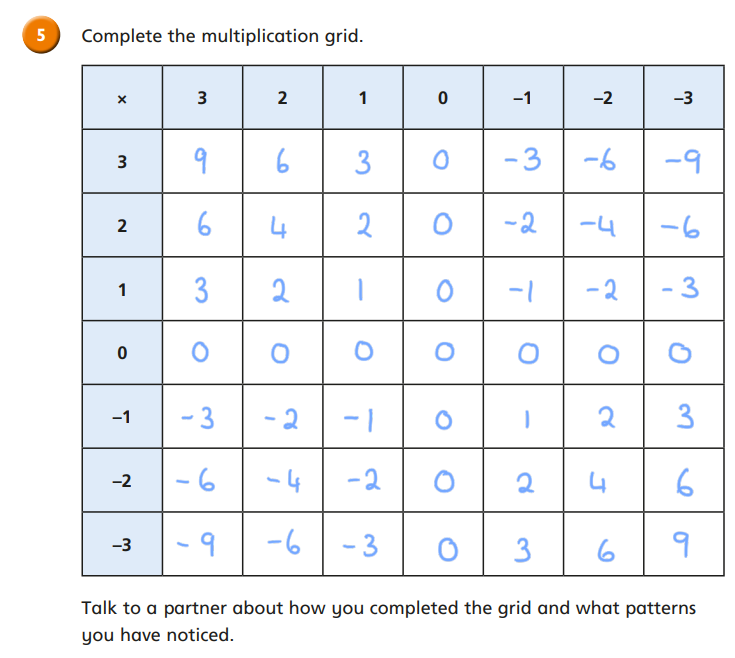 5 Complete the multiplication grid.
× 3 2 1 0 –1 –2 –3
3 9 6 3 0 -3 -6 -9
2 6 4 2 0 -2 -4 -6
1 3 2 1 0 -1 -2 -3
0 0 0 0 0 0 0 0
–1 -3 -2 -1 0 1 2 3
–2 -6 -4 -2 0 2 4 6
–3 -9 -6 -3 0 3 6 9
Talk to a partner about how you completed the grid and what patterns
you have noticed.